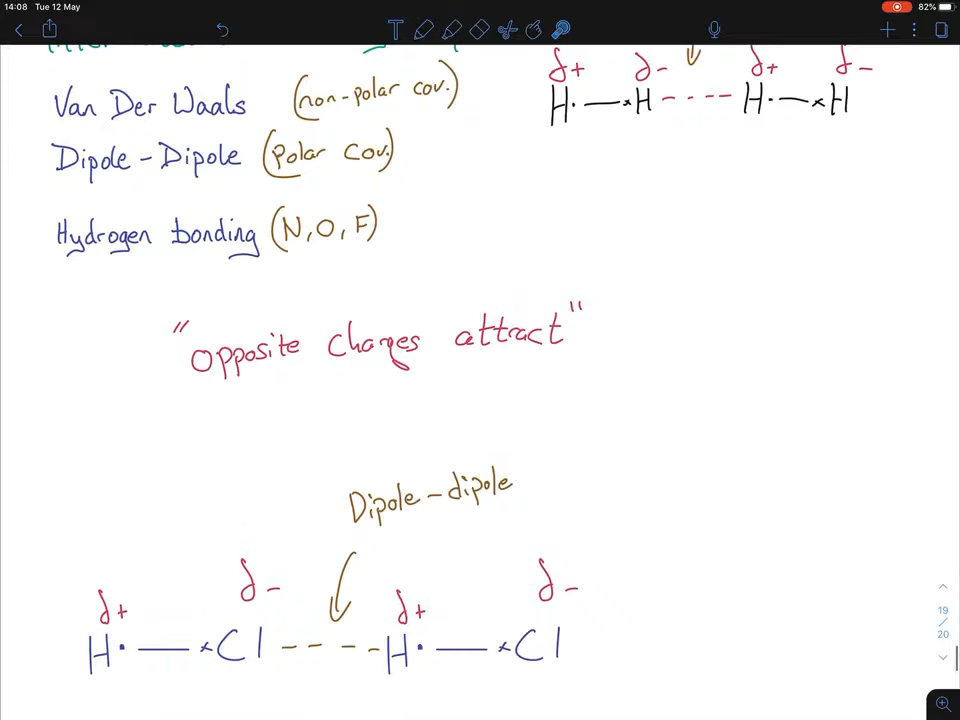 14:08 Tue 12 May
82%
Van Der Waals (non-polar cov.)
Dipole - Dipole (polar cov.)
Hydrogen bonding (N, O, F)
δ+ δ- δ+ δ-
H· — ×H - - - - H· — ×H
"opposite charges attract"
Dipole - dipole
δ+ δ- δ+ δ-
H· — ×Cl - - - - H· — ×Cl
19
/
20